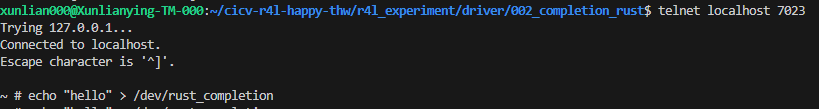 xunlian000@Xunlianying-TM-000:~/cicv-r4l-happy-thw/r4l_experiment/driver/002_completion_rust$ telnet localhost 7023
Trying 127.0.0.1...
Connected to localhost.
Escape character is '^]'.
~ # echo "hello" > /dev/rust_completion